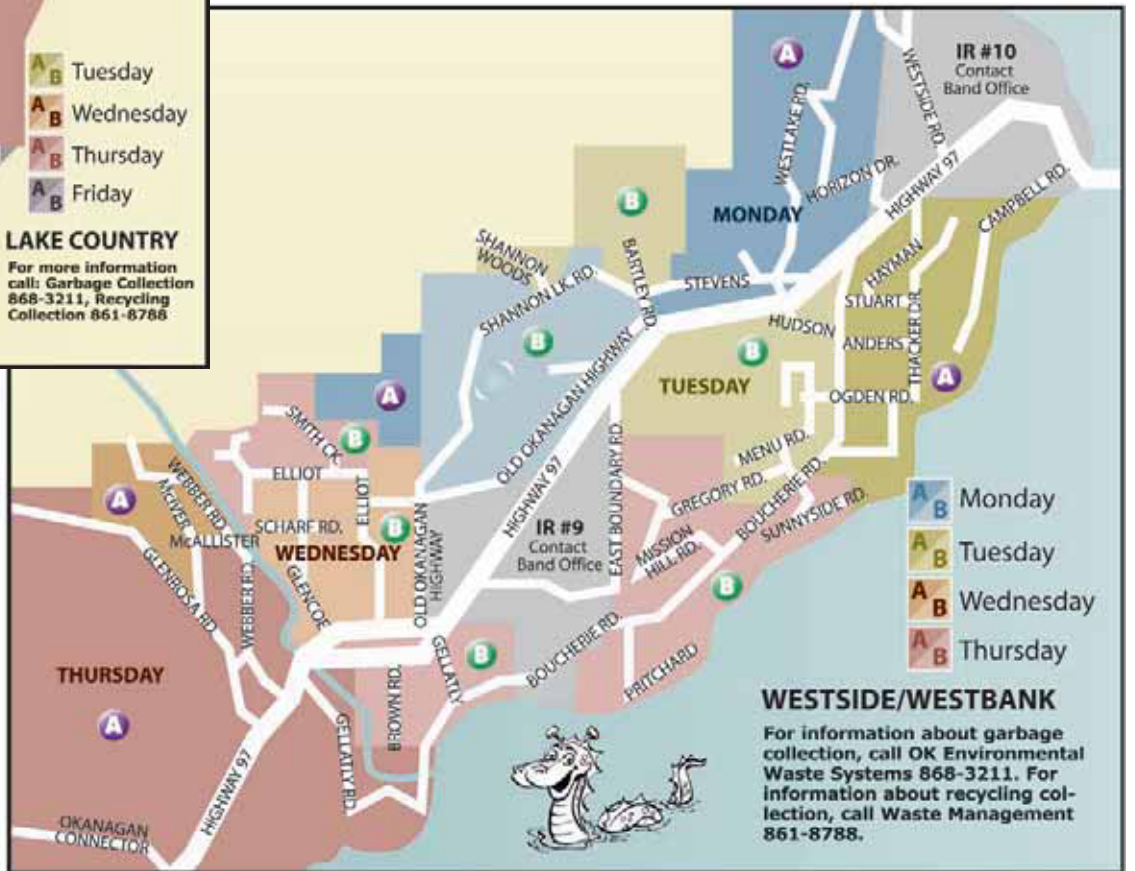 A B Tuesday
A B Wednesday
A B Thursday
A B Friday
LAKE COUNTRY
For more information
call: Garbage Collection
868-3211, Recycling
Collection 861-8788
A
IR #10
Contact
Band Office
WESTSIDE RD.
WESTLAKE RD.
HORIZON DR.
HIGHWAY 97
CAMPBELL RD.
MONDAY
B
SHANNON
WOODS
BARTLEY RD.
SHANNON LK RD.
STEVENS
HAYMAN
STUART
HUDSON
ANDERS
THACKER DR.
B
B
A
TUESDAY
OGDEN RD.
OLD OKANAGAN HIGHWAY
A
SMITH CK.
B
MENU RD.
ELLIOT
HIGHWAY 97
EAST BOUNDARY RD.
GREGORY RD.
BOUCHERIE RD.
SUNNYSIDE RD.
WEBBER RD.
McIVER
A
ELLIOT
SCHARF RD.
B
McALLISTER
WEDNESDAY
OLD OKANAGAN
HIGHWAY
IR #9
Contact
Band Office
MISSION
HILL RD.
GLENROSA RD.
WEBBER RD.
GLENCOE
B
BOUCHERIE RD.
PRITCHARD
GELLATLY
B
BROWN RD.
THURSDAY
A
GELLATLY RD.
HIGHWAY 97
OKANAGAN
CONNECTOR
A B Monday
A B Tuesday
A B Wednesday
A B Thursday
WESTSIDE/WESTBANK
For information about garbage
collection, call OK Environmental
Waste Systems 868-3211. For
information about recycling col-
lection, call Waste Management
861-8788.